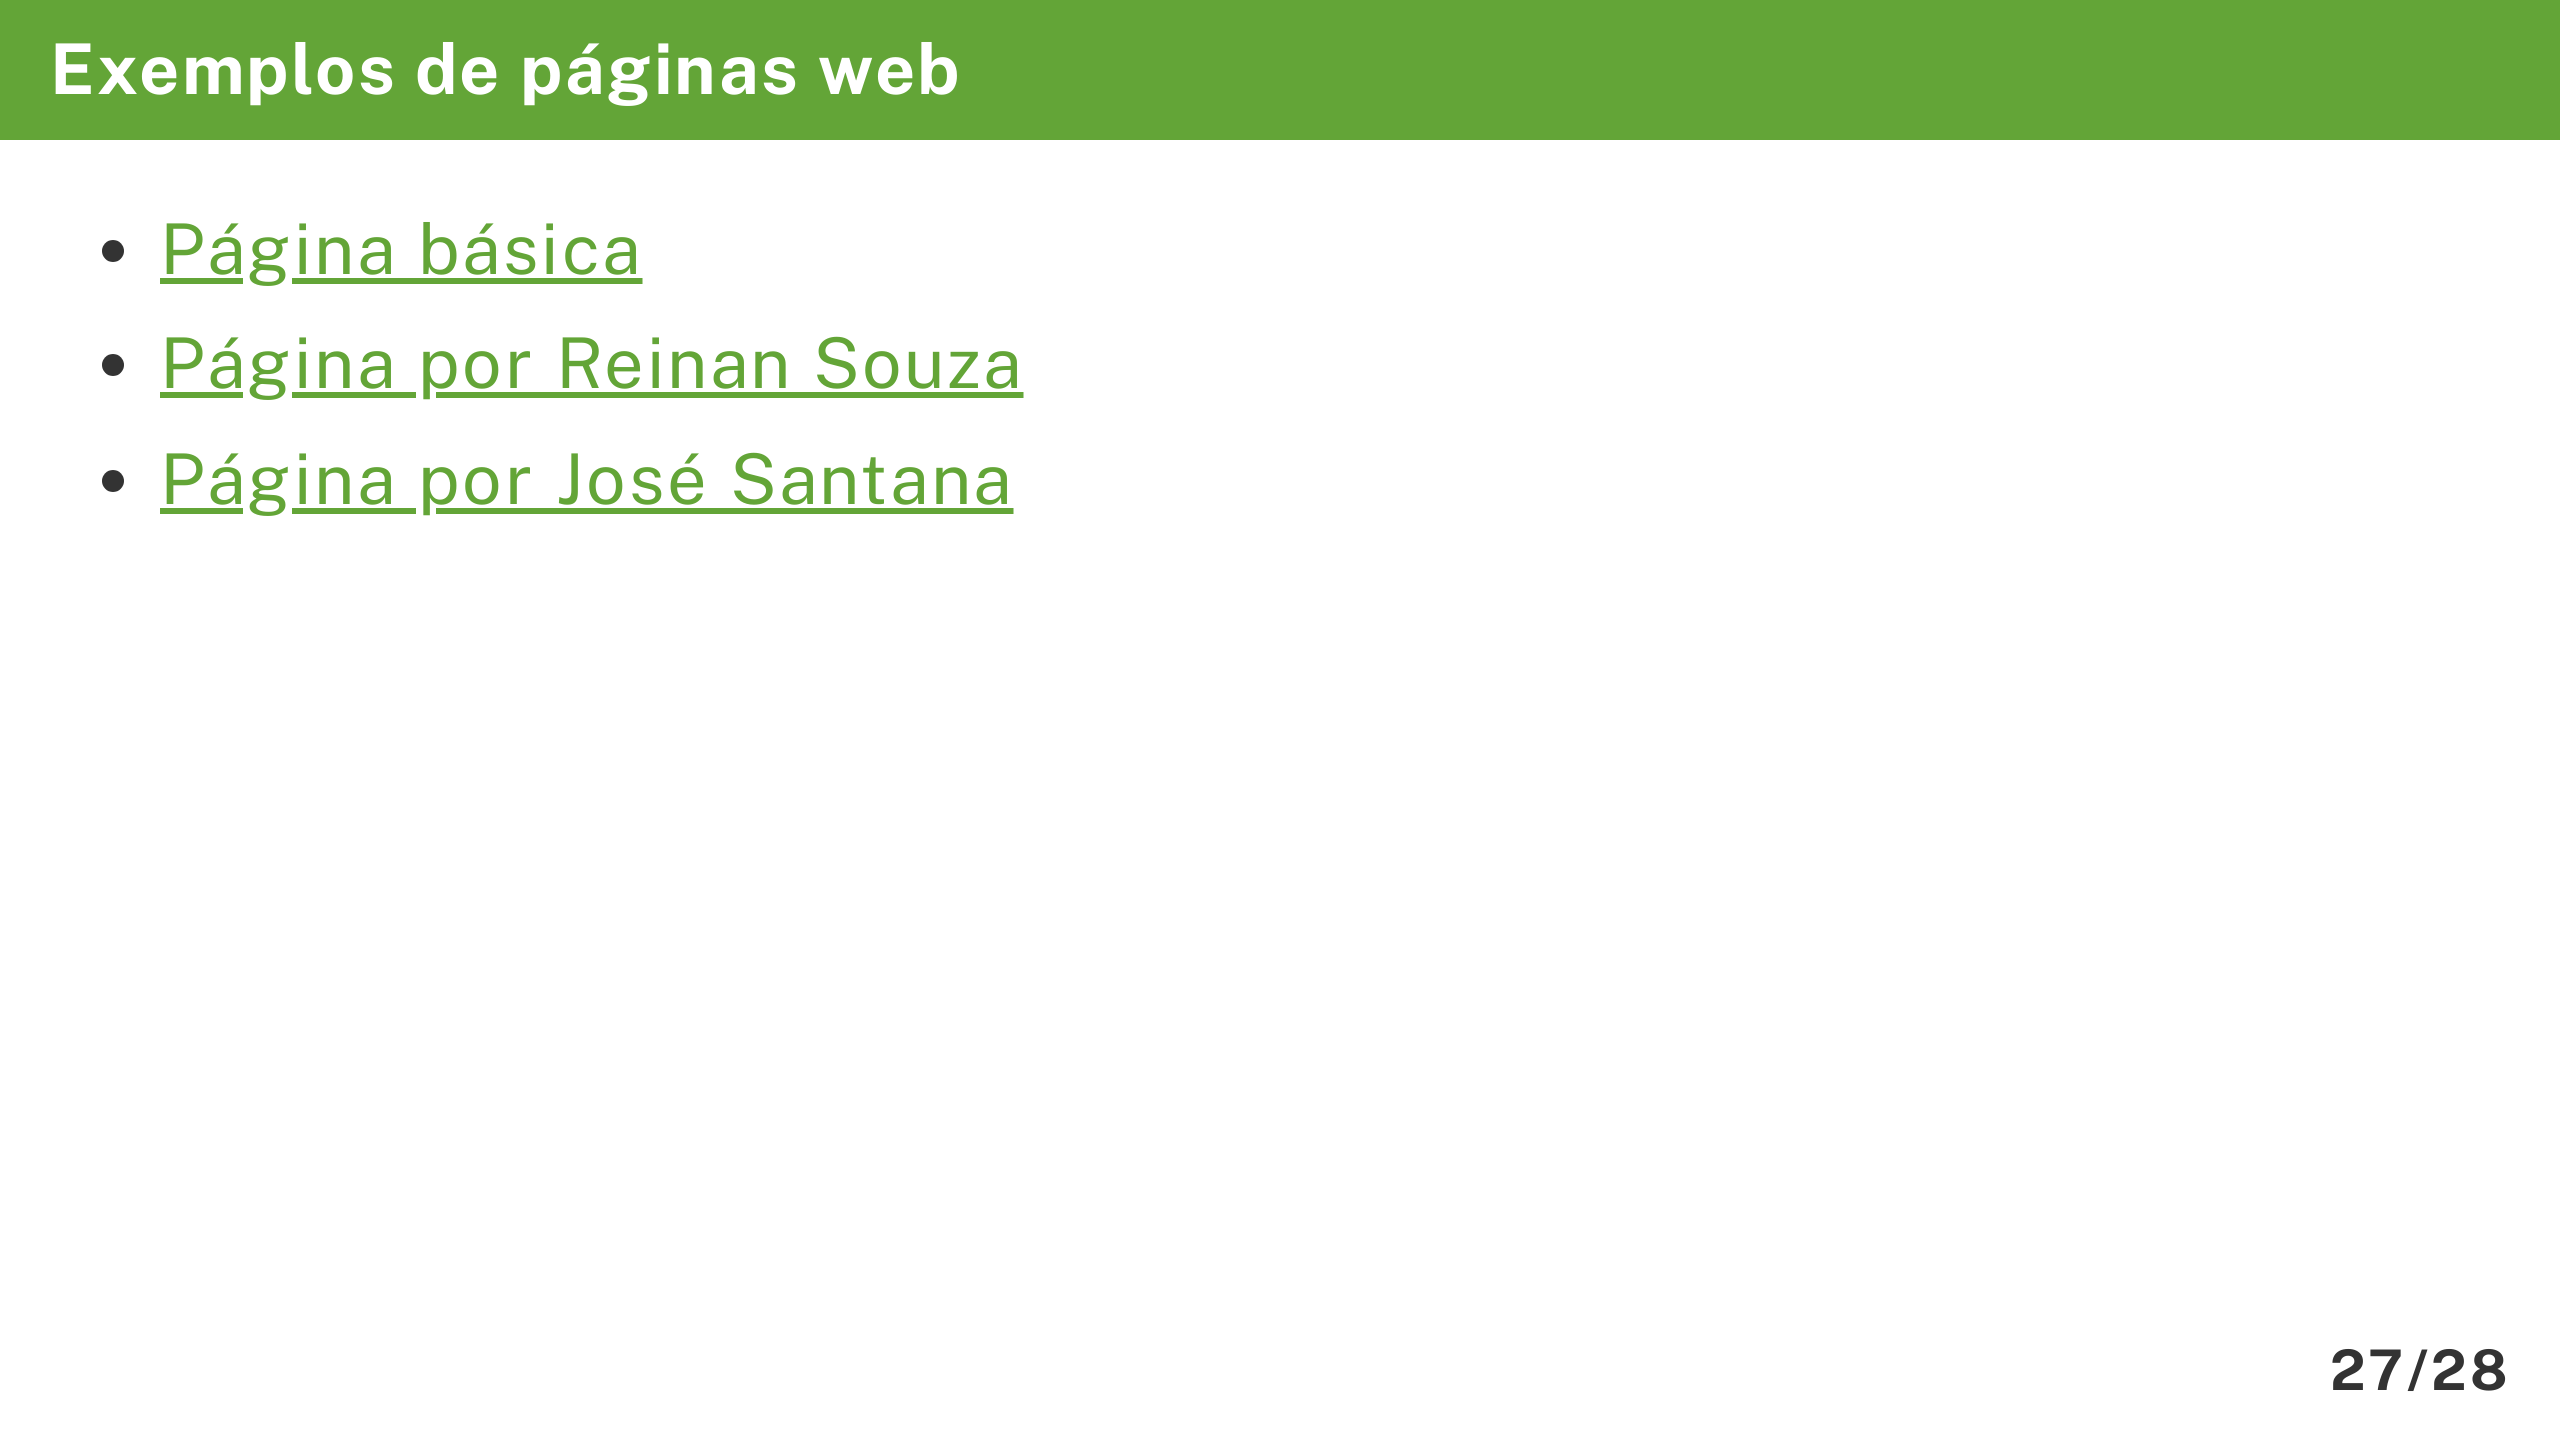 Exemplos de páginas web
• Página básica
• Página por Reinan Souza
• Página por José Santana
27/28